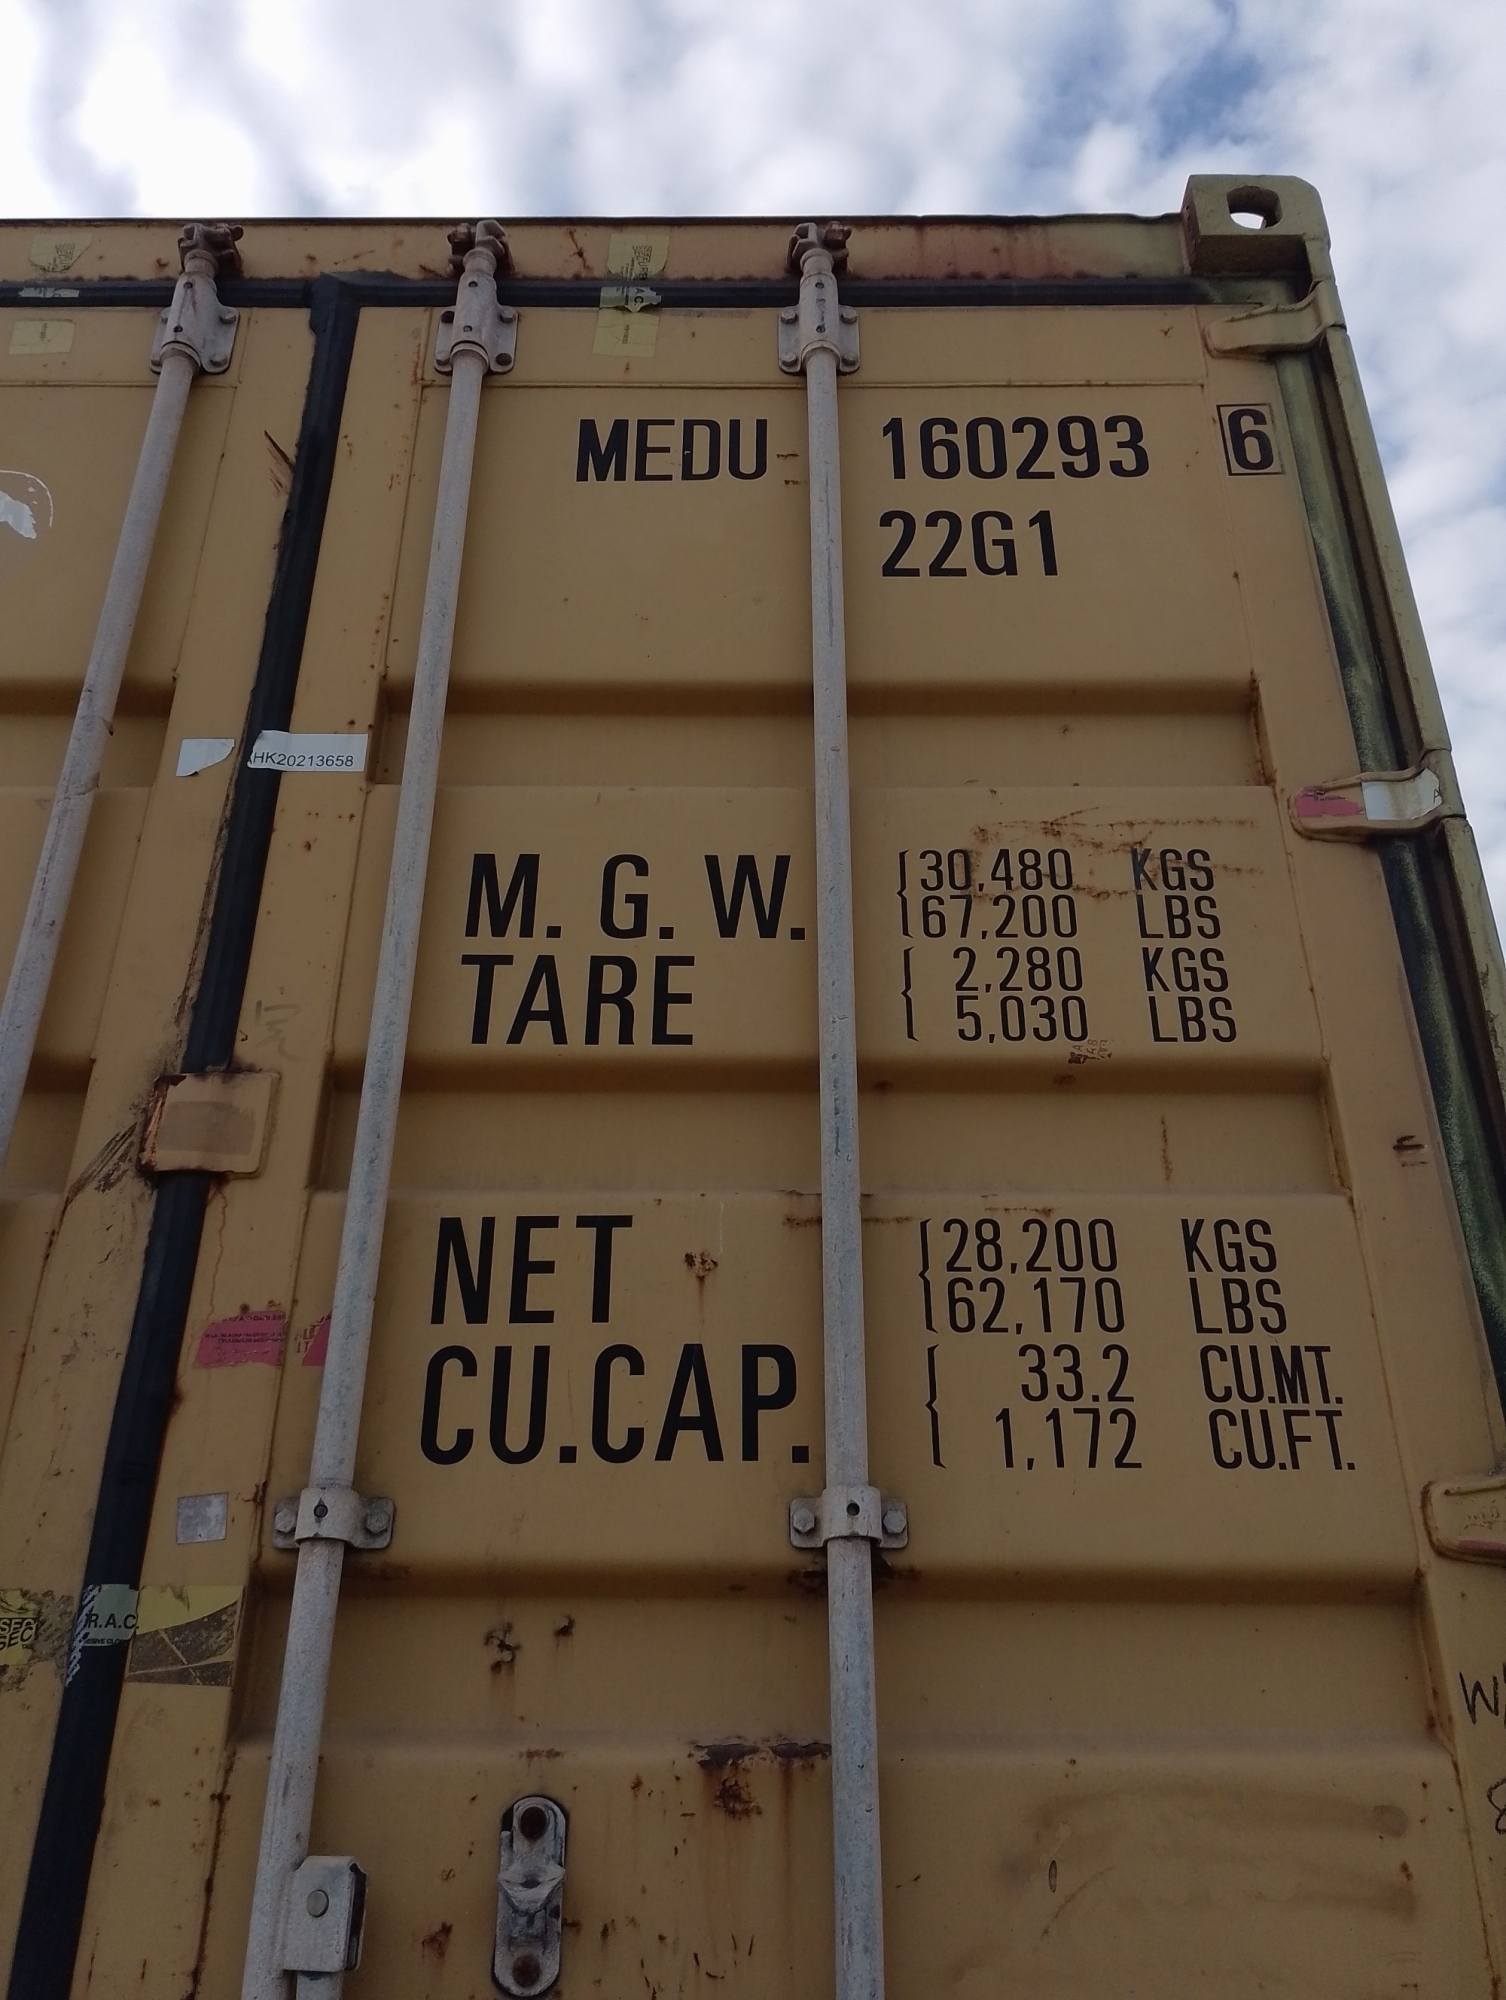 MEDU 160293 6
22G1
HK20213658
M. G. W. 30,480 KGS
67,200 LBS
TARE 2,280 KGS
5,030 LBS
NET 28,200 KGS
62,170 LBS
CU.CAP. 33.2 CU.MT.
1,172 CU.FT.
R.A.C.